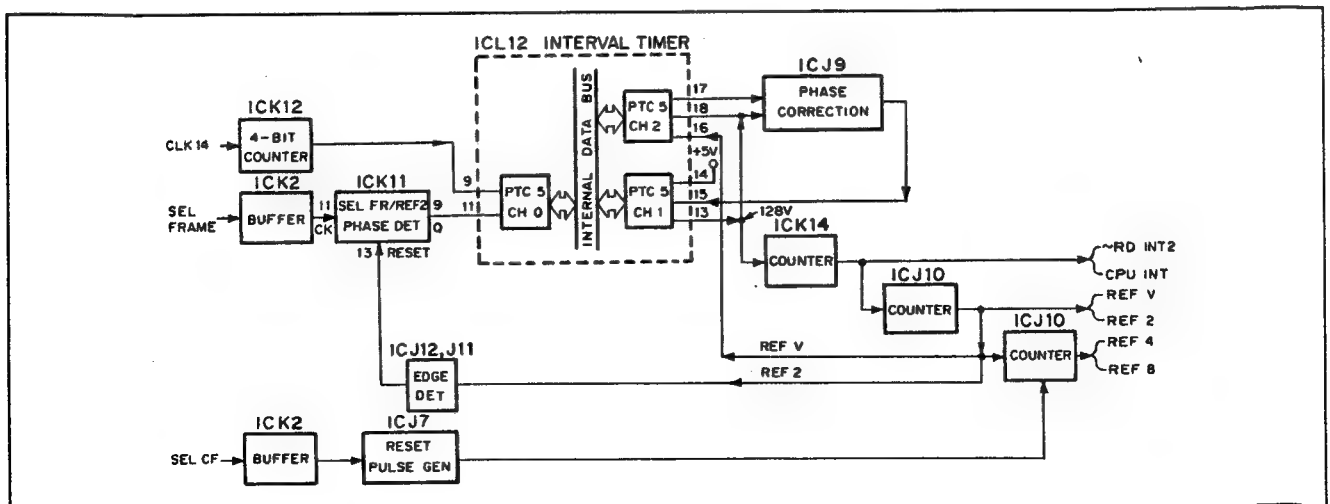 ICL12 INTERVAL TIMER
ICK12
4-BIT
COUNTER
CLK14
ICK2
BUFFER
SEL
FRAME
11
CK
ICK11
SEL FR/REF2
PHASE DET
9
Q
13 RESET
9
11
PTC 5
CH 0
INTERNAL DATA BUS
PTC 5
CH 2
17
18
16
+5V
PTC 5
CH 1
14
15
13
128V
ICJ9
PHASE
CORRECTION
ICK14
COUNTER
~RD INT2
CPU INT
ICJ10
COUNTER
REF V
REF 2
ICJ10
COUNTER
REF 4
REF 8
REF V
REF 2
ICJ12, J11
EDGE
DET
ICK2
BUFFER
SEL CF
ICJ7
RESET
PULSE GEN